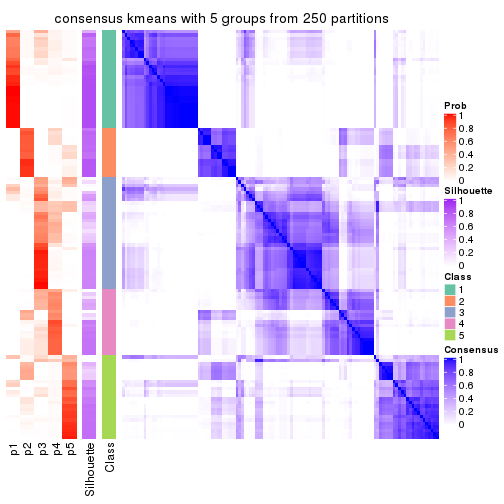 consensus kmeans with 5 groups from 250 partitions
Prob
1
0.8
0.6
0.4
0.2
0
Silhouette
1
0.8
0.6
0.4
0.2
0
Class
1
2
3
4
5
Consensus
1
0.8
0.6
0.4
0.2
0
p1
p2
p3
p4
p5
Silhouette
Class